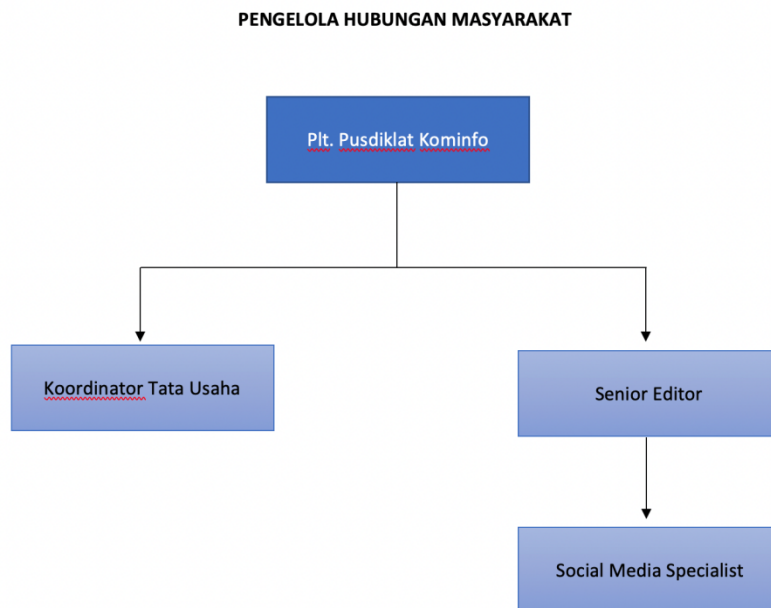 PENGELOLA HUBUNGAN MASYARAKAT
Plt. Pusdiklat Kominfo
Koordinator Tata Usaha
Senior Editor
Social Media Specialist